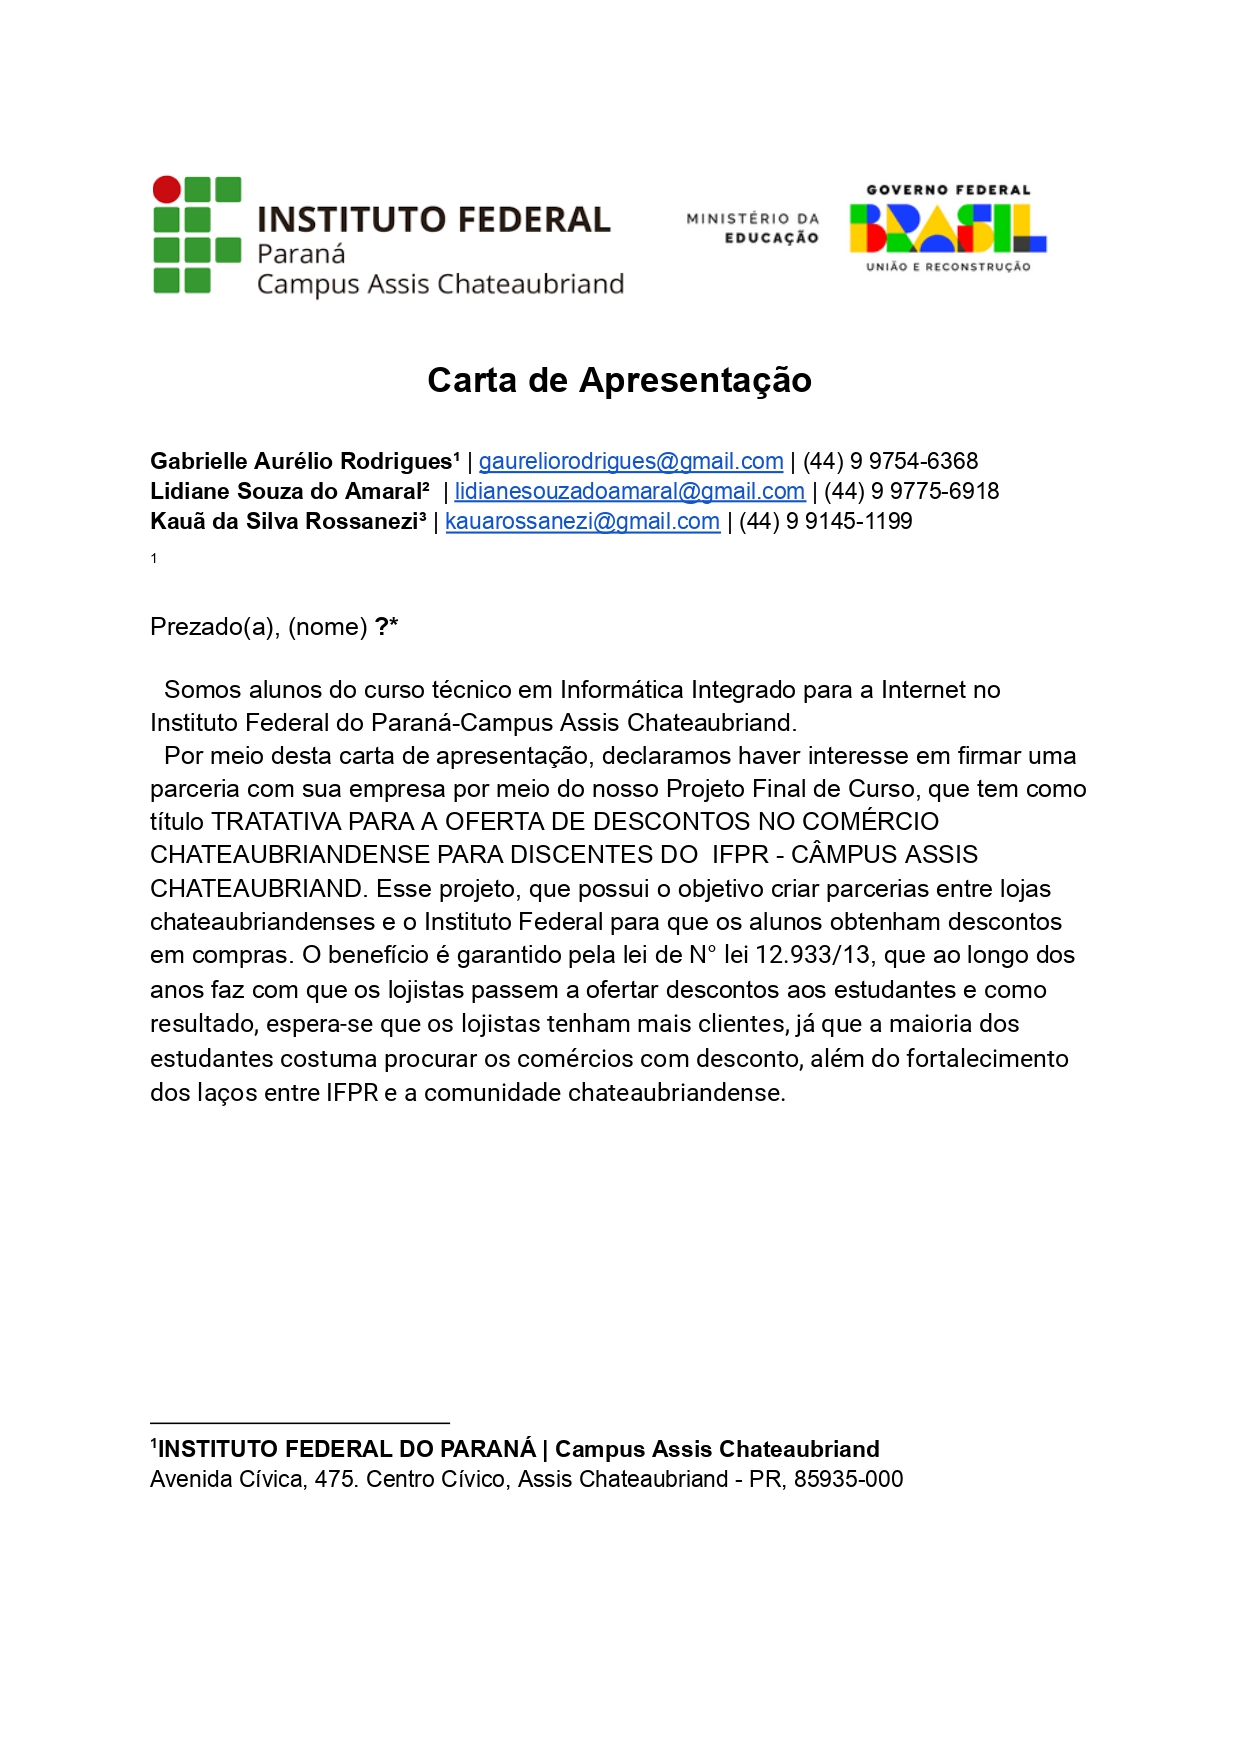 INSTITUTO FEDERAL
Paraná
Campus Assis Chateaubriand
MINISTÉRIO DA
EDUCAÇÃO
GOVERNO FEDERAL
BRASIL
UNIÃO E RECONSTRUÇÃO
Carta de Apresentação
Gabrielle Aurélio Rodrigues¹ | gaureliorodrigues@gmail.com | (44) 9 9754-6368
Lidiane Souza do Amaral² | lidianesouzadoamaral@gmail.com | (44) 9 9775-6918
Kauã da Silva Rossanezi³ | kauarossanezi@gmail.com | (44) 9 9145-1199
1
Prezado(a), (nome) ?*
Somos alunos do curso técnico em Informática Integrado para a Internet no
Instituto Federal do Paraná-Campus Assis Chateaubriand.
Por meio desta carta de apresentação, declaramos haver interesse em firmar uma
parceria com sua empresa por meio do nosso Projeto Final de Curso, que tem como
título TRATATIVA PARA A OFERTA DE DESCONTOS NO COMÉRCIO
CHATEAUBRIANDENSE PARA DISCENTES DO IFPR - CÂMPUS ASSIS
CHATEAUBRIAND. Esse projeto, que possui o objetivo criar parcerias entre lojas
chateaubriandenses e o Instituto Federal para que os alunos obtenham descontos
em compras. O benefício é garantido pela lei de N° lei 12.933/13, que ao longo dos
anos faz com que os lojistas passem a ofertar descontos aos estudantes e como
resultado, espera-se que os lojistas tenham mais clientes, já que a maioria dos
estudantes costuma procurar os comércios com desconto, além do fortalecimento
dos laços entre IFPR e a comunidade chateaubriandense.
¹INSTITUTO FEDERAL DO PARANÁ | Campus Assis Chateaubriand
Avenida Cívica, 475. Centro Cívico, Assis Chateaubriand - PR, 85935-000